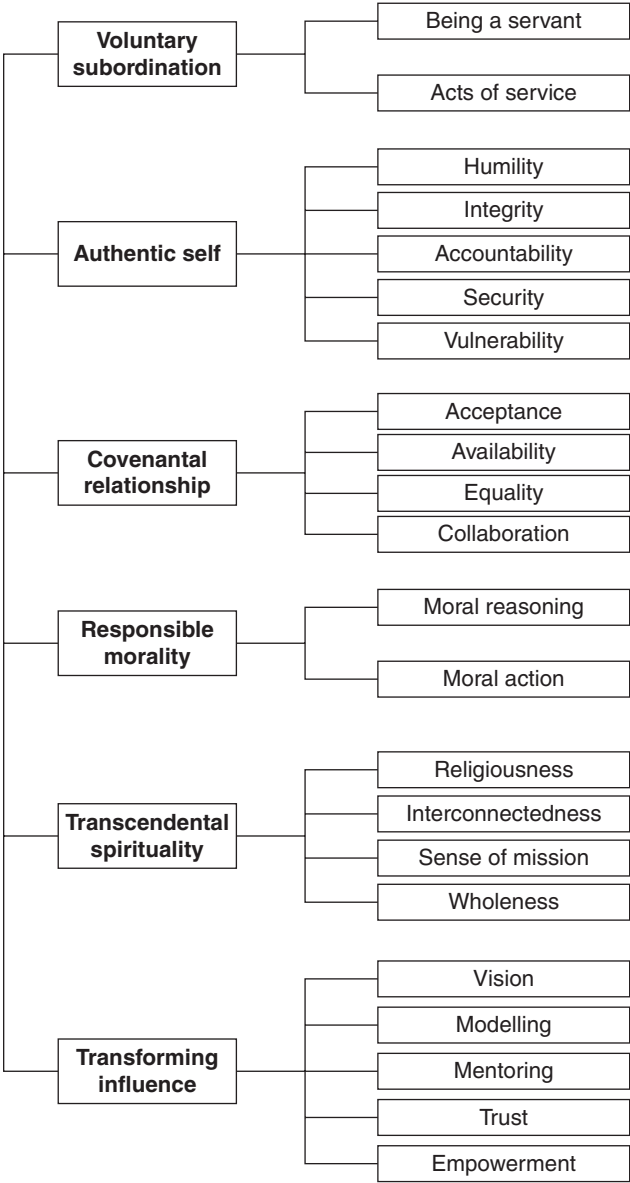 Voluntary
subordination
Being a servant
Acts of service
Authentic self
Humility
Integrity
Accountability
Security
Vulnerability
Covenantal
relationship
Acceptance
Availability
Equality
Collaboration
Responsible
morality
Moral reasoning
Moral action
Transcendental
spirituality
Religiousness
Interconnectedness
Sense of mission
Wholeness
Transforming
influence
Vision
Modelling
Mentoring
Trust
Empowerment